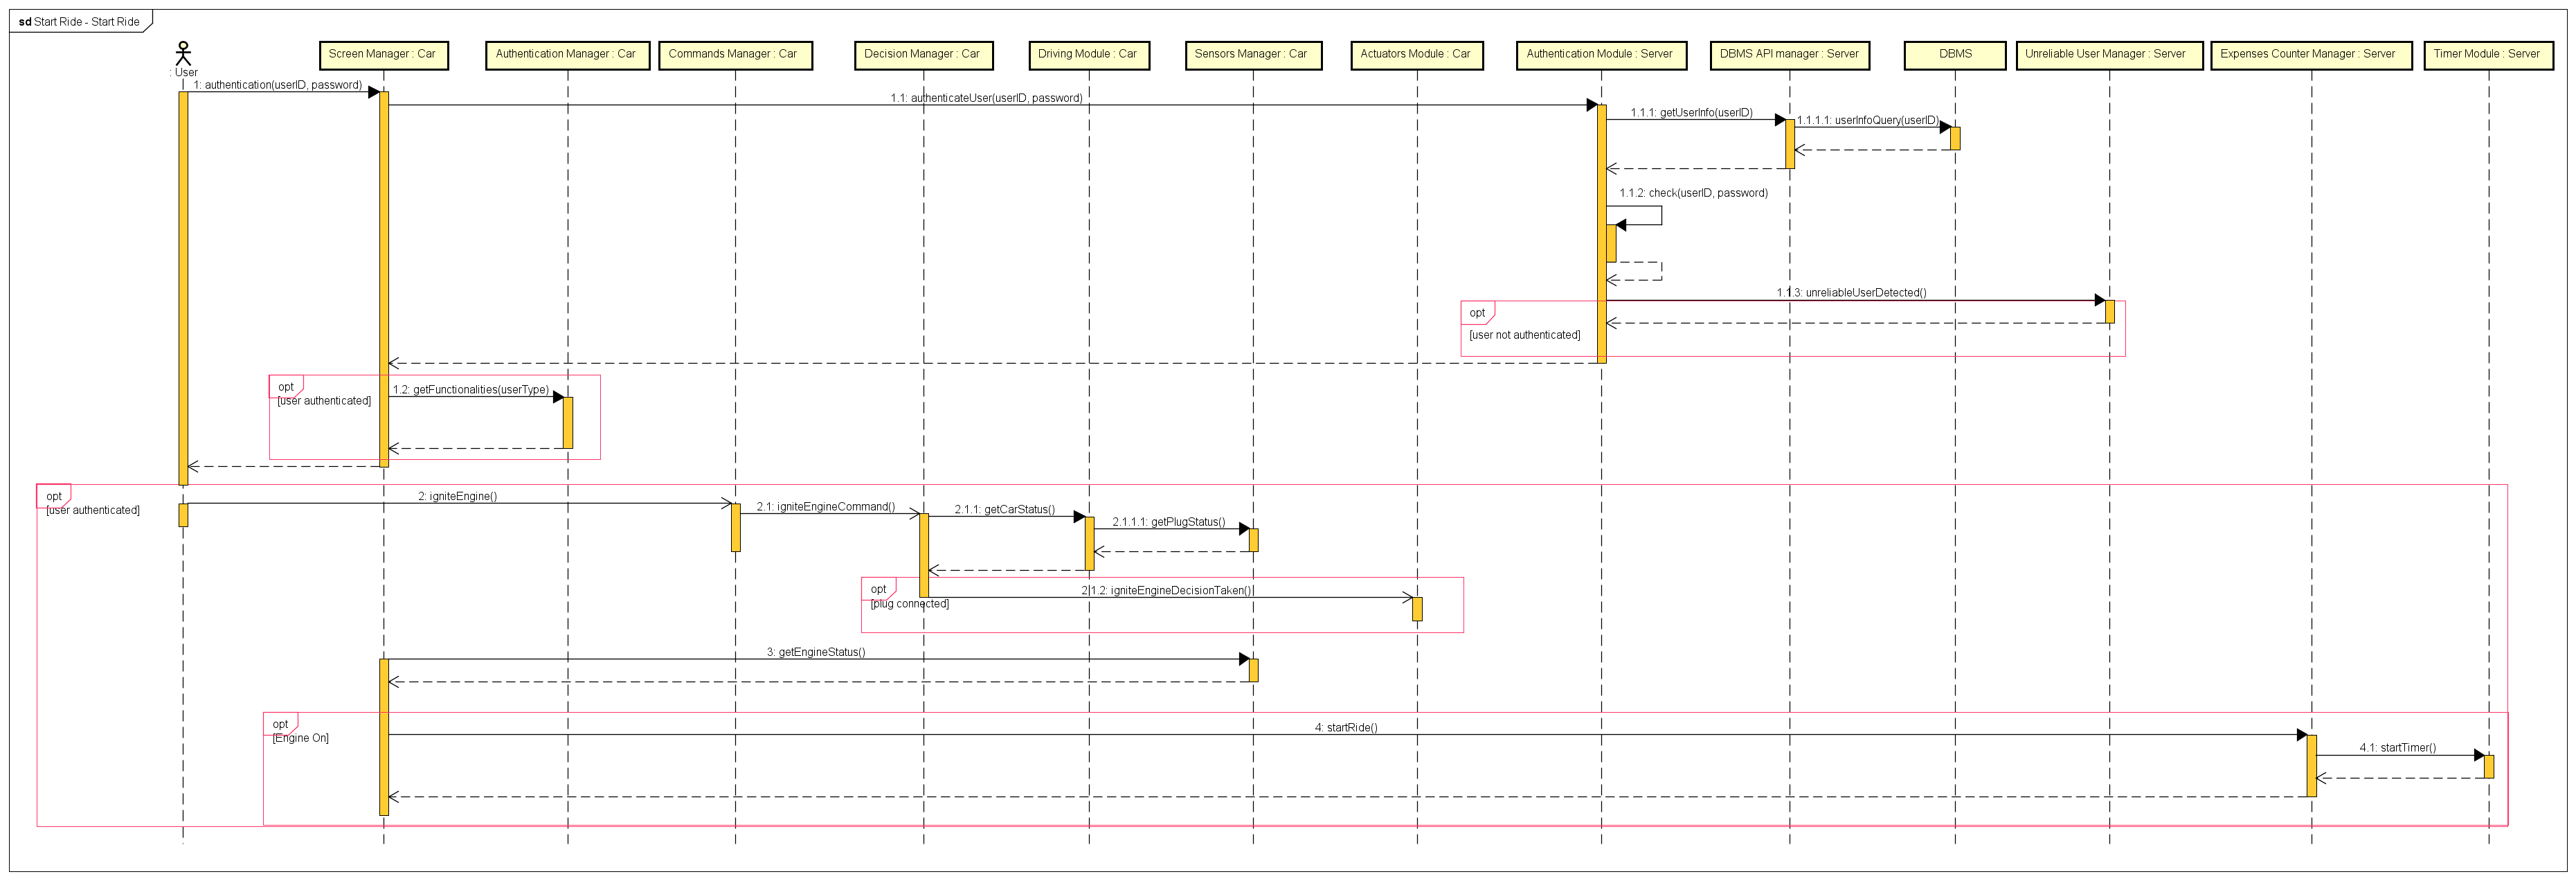 sd Start Ride - Start Ride
: User
Screen Manager : Car
Authentication Manager : Car
Commands Manager : Car
Decision Manager : Car
Driving Module : Car
Sensors Manager : Car
Actuators Module : Car
Authentication Module : Server
DBMS API manager : Server
DBMS
Unreliable User Manager : Server
Expenses Counter Manager : Server
Timer Module : Server
1: authentication(userID, password)
1.1: authenticateUser(userID, password)
1.1.1: getUserInfo(userID)
1.1.1.1: userInfoQuery(userID)
1.1.2: check(userID, password)
1.1.3: unreliableUserDetected()
opt
[user not authenticated]
opt
[user authenticated]
1.2: getFunctionalities(userType)
opt
[user authenticated]
2: igniteEngine()
2.1: igniteEngineCommand()
2.1.1: getCarStatus()
2.1.1.1: getPlugStatus()
opt
[plug connected]
2.1.2: igniteEngineDecisionTaken()
3: getEngineStatus()
opt
[Engine On]
4: startRide()
4.1: startTimer()